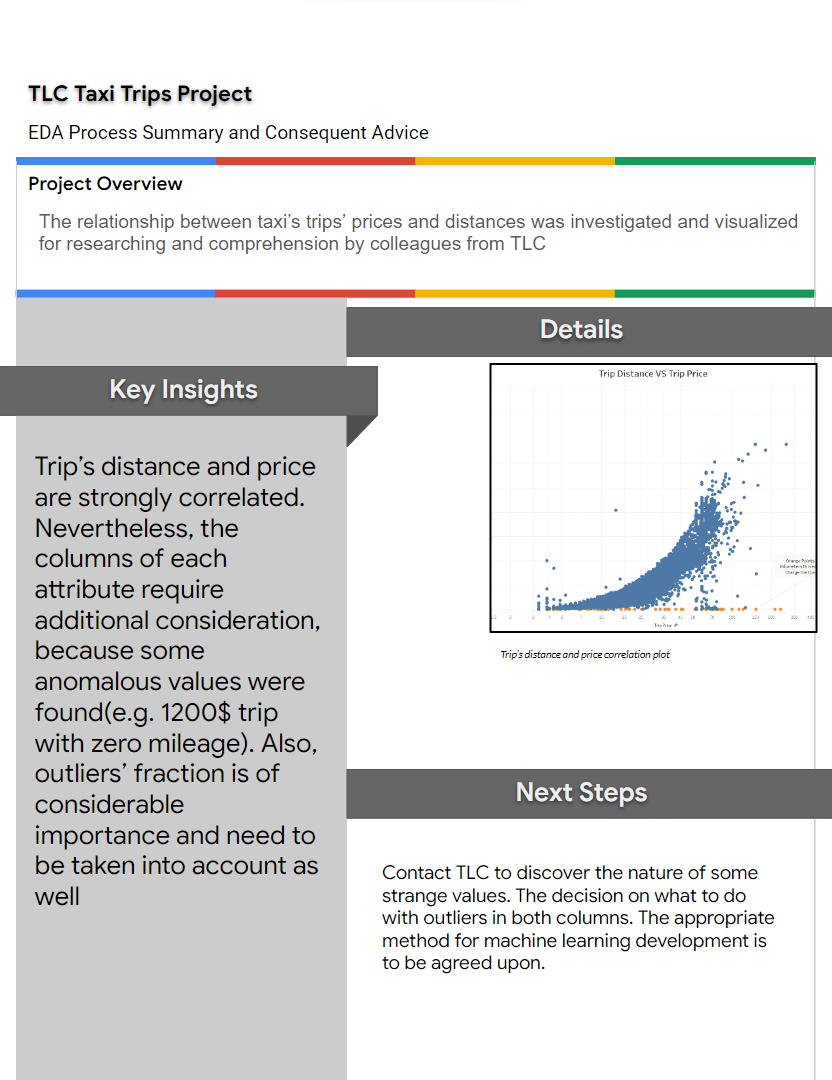 TLC Taxi Trips Project
EDA Process Summary and Consequent Advice
Project Overview
The relationship between taxi's trips' prices and distances was investigated and visualized
for researching and comprehension by colleagues from TLC
Key Insights
Trip's distance and price
are strongly correlated.
Nevertheless, the
columns of each
attribute require
additional consideration,
because some
anomalous values were
found(e.g. 1200$ trip
with zero mileage). Also,
outliers' fraction is of
considerable
importance and need to
be taken into account as
well
Details
Trip Distance VS Trip Price
Orange Points
Trip Price
Trip's distance and price correlation plot
Next Steps
Contact TLC to discover the nature of some
strange values. The decision on what to do
with outliers in both columns. The appropriate
method for machine learning development is
to be agreed upon.